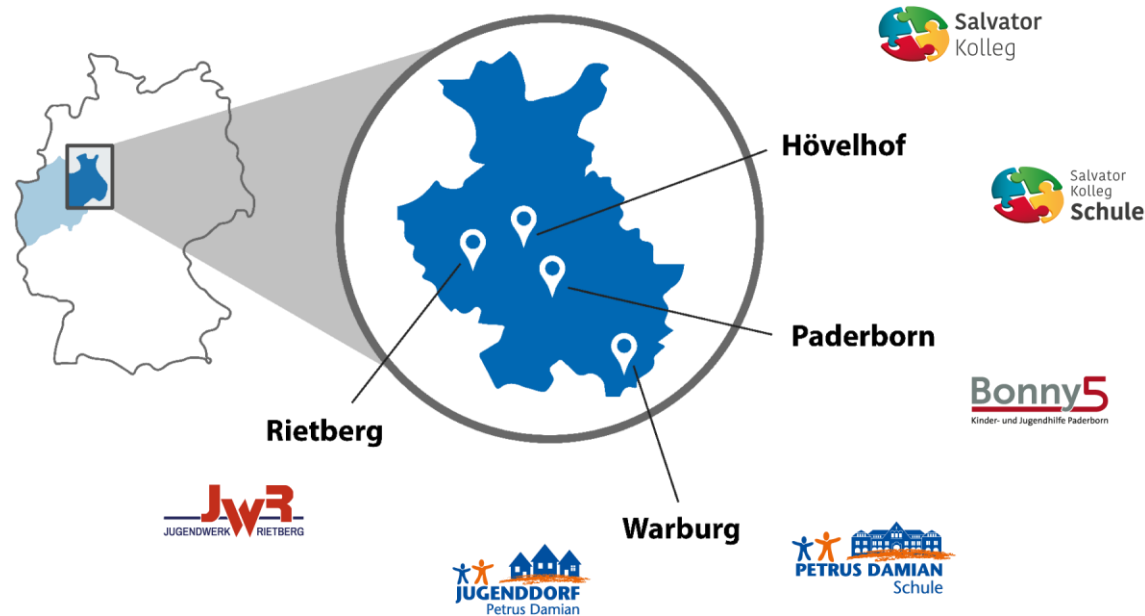 Salvator
Kolleg
Hövelhof
Salvator
Kolleg
Schule
Paderborn
Bonny5
Kinder- und Jugendhilfe Paderborn
Rietberg
JWR
JUGENDWERK RIETBERG
Warburg
PETRUS DAMIAN
Schule
JUGENDDORF
Petrus Damian